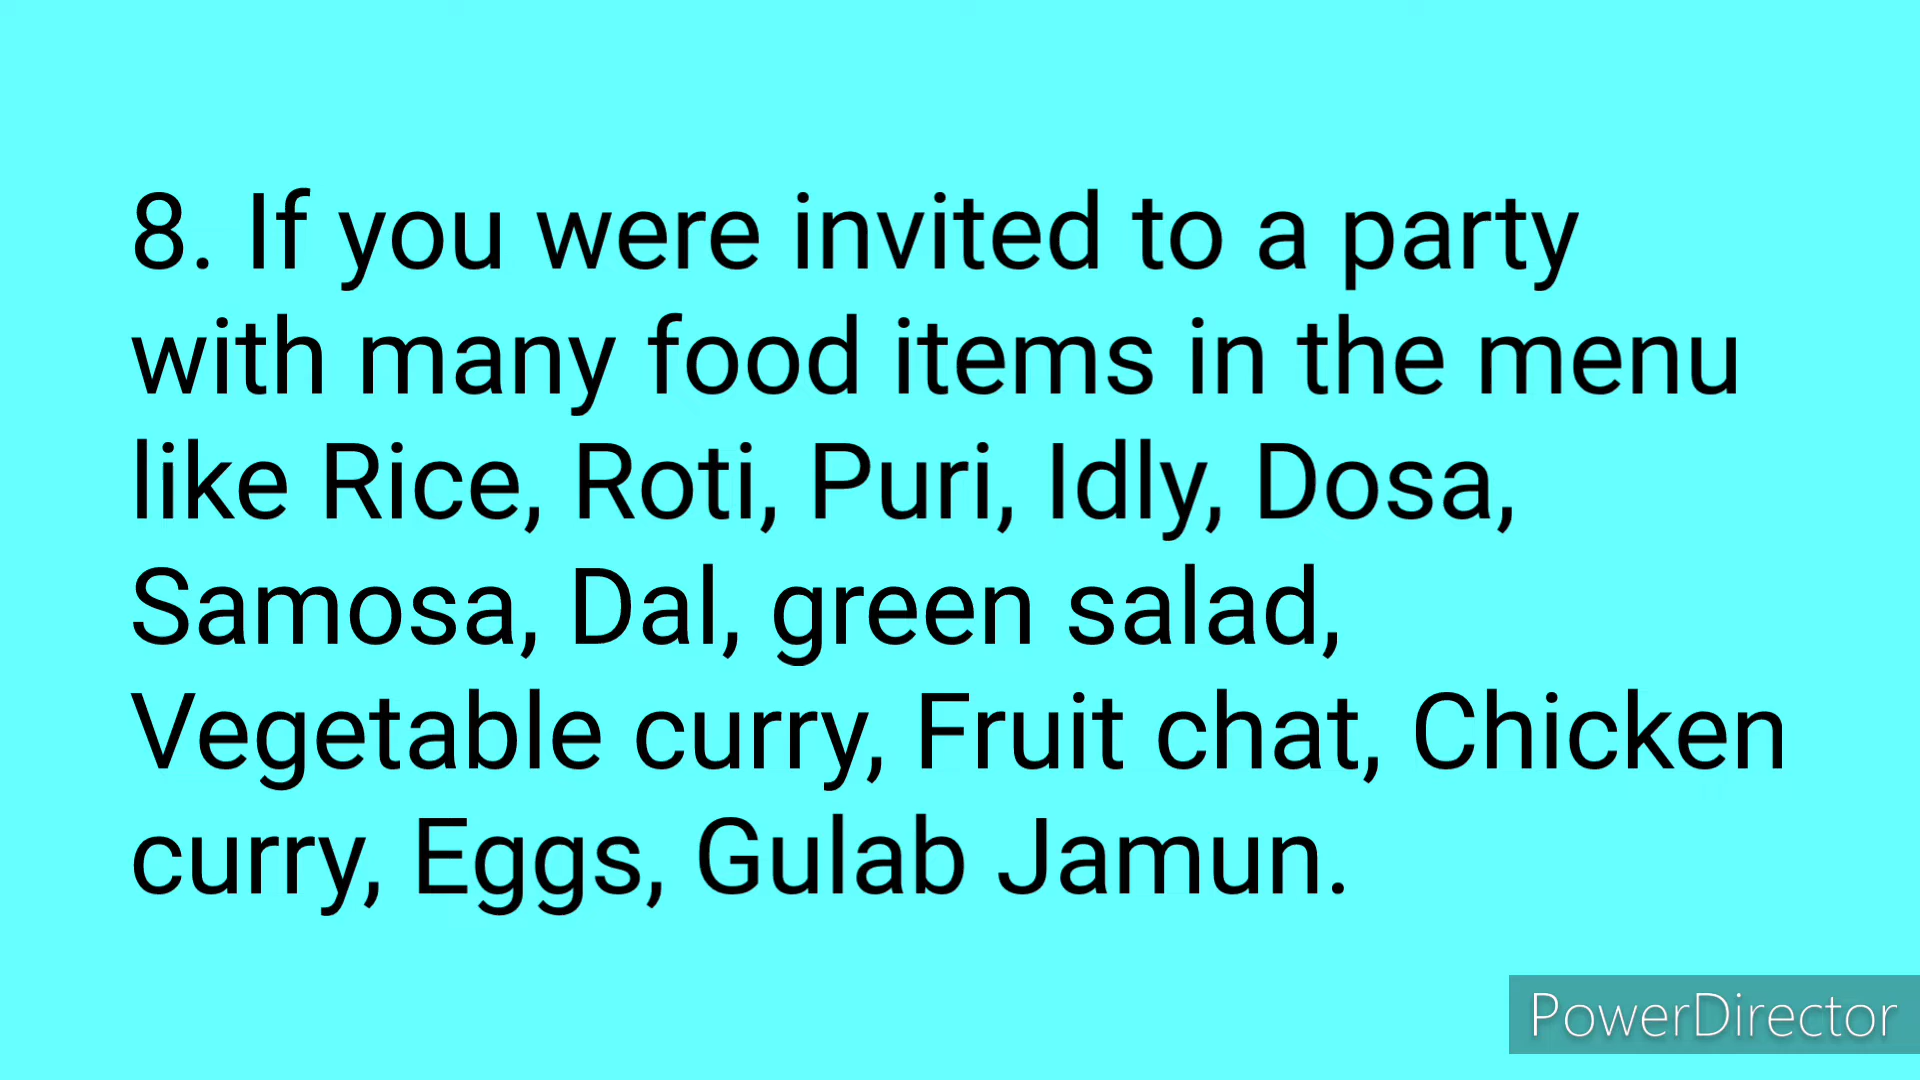 8. If you were invited to a party
with many food items in the menu
like Rice, Roti, Puri, Idly, Dosa,
Samosa, Dal, green salad,
Vegetable curry, Fruit chat, Chicken
curry, Eggs, Gulab Jamun.
PowerDirector